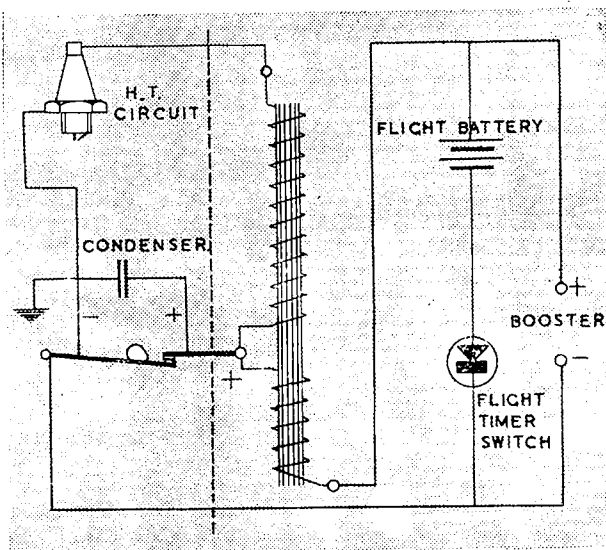 H.T.
CIRCUIT
FLIGHT BATTERY
CONDENSER
- +
+
+
BOOSTER
-
FLIGHT
TIMER
SWITCH